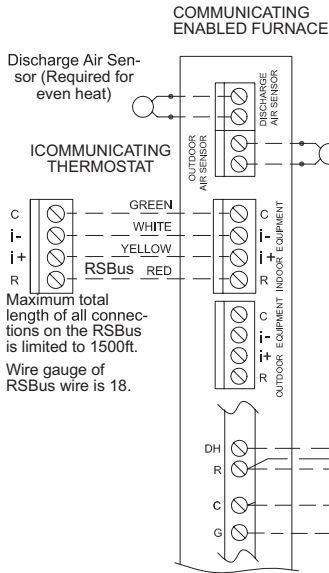 COMMUNICATING
ENABLED FURNACE
Discharge Air Sen-
sor (Required for
even heat)
DISCHARGE
AIR SENSOR
OUTDOOR
AIR SENSOR
ICOMMUNICATING
THERMOSTAT
C GREEN C
i- WHITE i-
i+ YELLOW i+
R RSBus RED R
INDOOR EQUIPMENT
Maximum total
length of all connec-
tions on the RSBus
is limited to 1500ft.
Wire gauge of
RSBus wire is 18.
C
i-
i+
R
OUTDOOR EQUIPMENT
DH
R
C
G